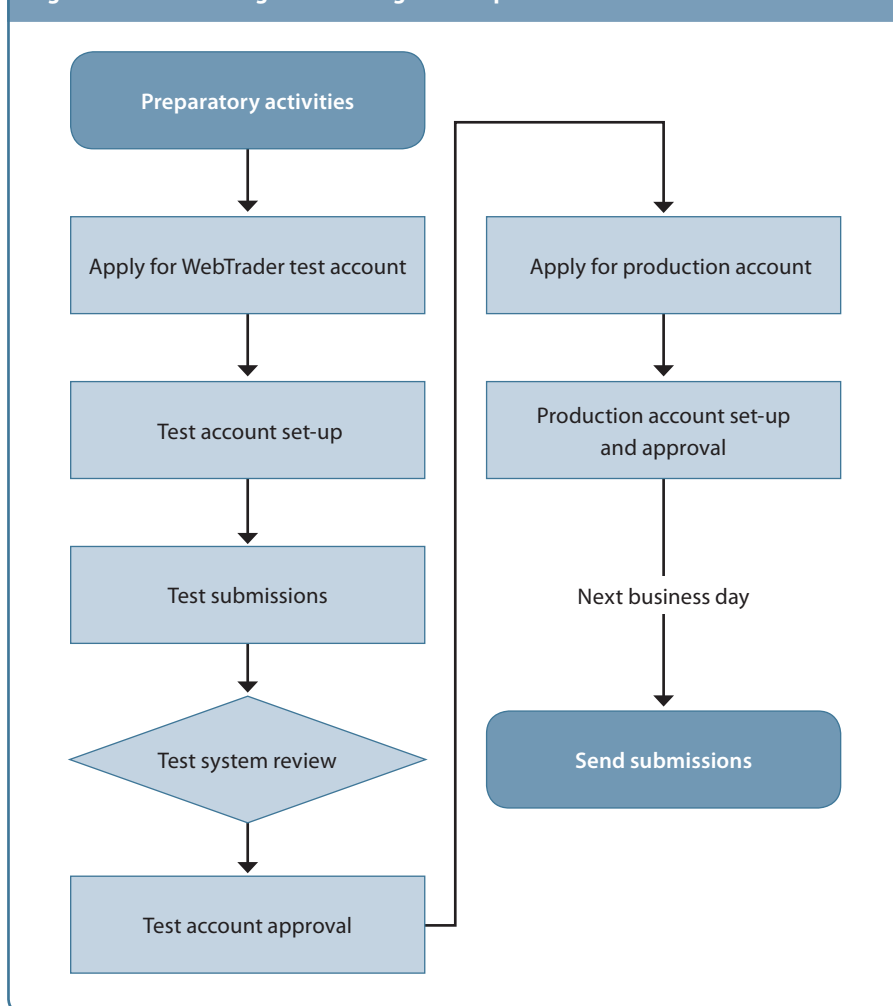 Preparatory activities
Apply for WebTrader test account
Test account set-up
Test submissions
Test system review
Test account approval
Apply for production account
Production account set-up
and approval
Next business day
Send submissions